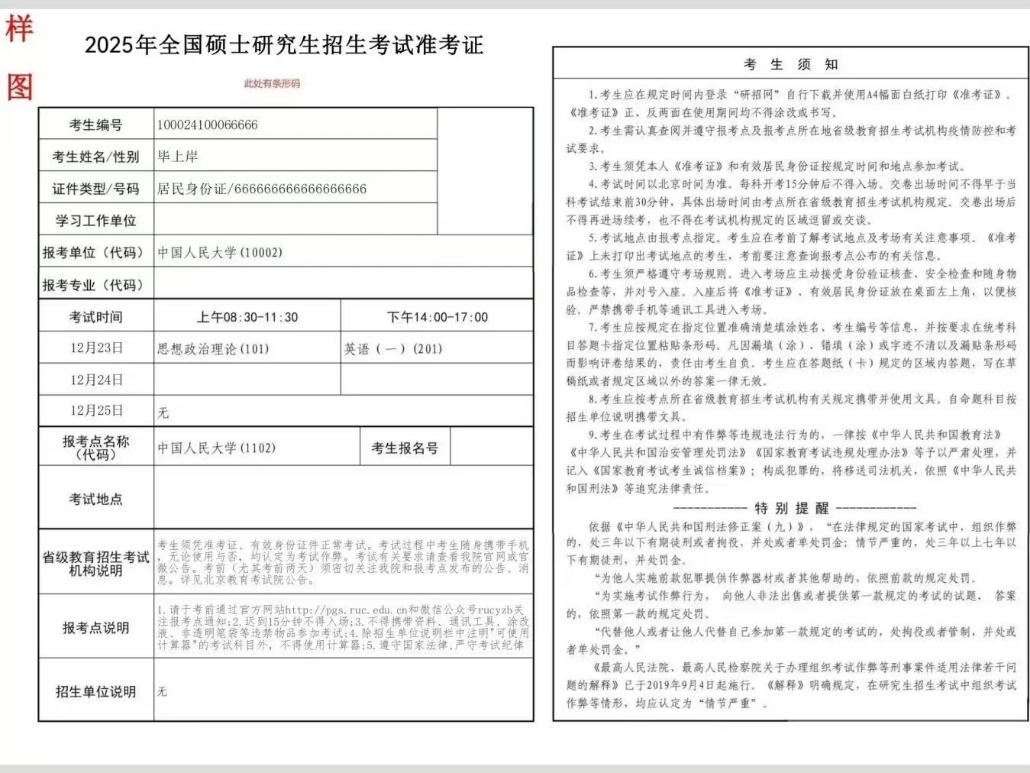 样
图
2025年全国硕士研究生招生考试准考证
此处有条形码
考生编号 100024100066666
考生姓名/性别 毕上岸
证件类型/号码 居民身份证/666666666666666666
学习工作单位
报考单位（代码） 中国人民大学(10002)
报考专业（代码）
考试时间 上午08:30-11:30 下午14:00-17:00
12月23日 思想政治理论(101) 英语（一）(201)
12月24日
12月25日 无
报考点名称
（代码） 中国人民大学(1102) 考生报名号
考试地点
省级教育招生考试
机构说明
考生须凭准考证、有效身份证件正常考试。考试过程中考生随身携带手机
，无论使用与否，均认定为考试作弊。考试有关要求请查看我院官网或官
微公告。考前（尤其考前两天）须密切关注我院和报考点发布的公告、消
息。详见北京教育考试院公告。
报考点说明
1.请于考前通过官方网站http://pgs.ruc.edu.cn和微信公众号rucyzb关
注报考点通知;2.迟到15分钟不得入场;3.不得携带资料、通讯工具、涂改
液、非透明笔袋等违禁物品参加考试;4.除招生单位说明栏中注明"可使用
计算器"的考试科目外，不得使用计算器;5.遵守国家法律,严守考试纪律
招生单位说明 无
考 生 须 知
1.考生应在规定时间内登录“研招网”自行下载并使用A4幅面白纸打印《准考证》。
《准考证》正、反两面在使用期间均不得涂改或书写。
2.考生需认真查阅并遵守报考点及报考点所在地省级教育招生考试机构疫情防控和考
试要求。
3.考生须凭本人《准考证》和有效居民身份证按规定时间和地点参加考试。
4.考试时间以北京时间为准。每科开考15分钟后不得入场。交卷出场时间不得早于当
科考试结束前30分钟，具体出场时间由考点所在省级教育招生考试机构规定。交卷出场后
不得再进场续考，也不得在考试机构规定的区域逗留或交谈。
5.考试地点由报考点指定。考生应在考前了解考试地点及考场有关注意事项。《准考
证》上未打印出考试地点的考生，考前要注意查询报考点公布的有关信息。
6.考生须严格遵守考场规则。进入考场应主动接受身份验证核查、安全检查和随身物
品检查等，并对号入座。入座后将《准考证》、有效居民身份证放在桌面左上角，以便核
验。严禁携带手机等通讯工具进入考场。
7.考生应按规定在指定位置准确清楚填涂姓名、考生编号等信息，并按要求在统考科
目答题卡指定位置粘贴条形码。凡因漏填（涂）、错填（涂）或字迹不清以及漏贴条形码
而影响评卷结果的，责任由考生自负。考生应在答题纸（卡）规定的区域内答题，写在草
稿纸或者规定区域以外的答案一律无效。
8.考生应按考点所在省级教育招生考试机构有关规定携带并使用文具。自命题科目按
招生单位说明携带文具。
9.考生在考试过程中有作弊等违规违法行为的，一律按《中华人民共和国教育法》
《中华人民共和国治安管理处罚法》《国家教育考试违规处理办法》等予以严肃处理，并
记入《国家教育考试考生诚信档案》；构成犯罪的，将移送司法机关，依照《中华人民共
和国刑法》等追究法律责任。
----------- 特 别 提 醒 -----------
依据《中华人民共和国刑法修正案（九）》，“在法律规定的国家考试中，组织作弊
的，处三年以下有期徒刑或者拘役，并处或者单处罚金；情节严重的，处三年以上七年以
下有期徒刑，并处罚金。
“为他人实施前款犯罪提供作弊器材或者其他帮助的，依照前款的规定处罚。
“为实施考试作弊行为，向他人非法出售或者提供第一款规定的考试的试题、答案
的，依照第一款的规定处罚。
“代替他人或者让他人代替自己参加第一款规定的考试的，处拘役或者管制，并处或
者单处罚金。”
《最高人民法院、最高人民检察院关于办理组织考试作弊等刑事案件适用法律若干问
题的解释》已于2019年9月4日起施行。《解释》明确规定，在研究生招生考试中组织考试
作弊等情形，均应认定为“情节严重”。